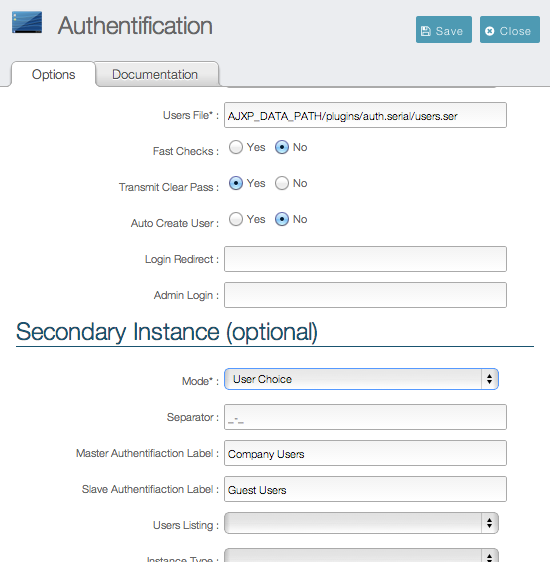 Authentification
Save
Close
Options
Documentation
Users File* :
AJXP_DATA_PATH/plugins/auth.serial/users.ser
Fast Checks :
Yes
No
Transmit Clear Pass :
Yes
No
Auto Create User :
Yes
No
Login Redirect :
Admin Login :
Secondary Instance (optional)
Mode* :
User Choice
Separator :
_-_
Master Authentifiaction Label :
Company Users
Slave Authentifiaction Label :
Guest Users
Users Listing :
Instance Type :